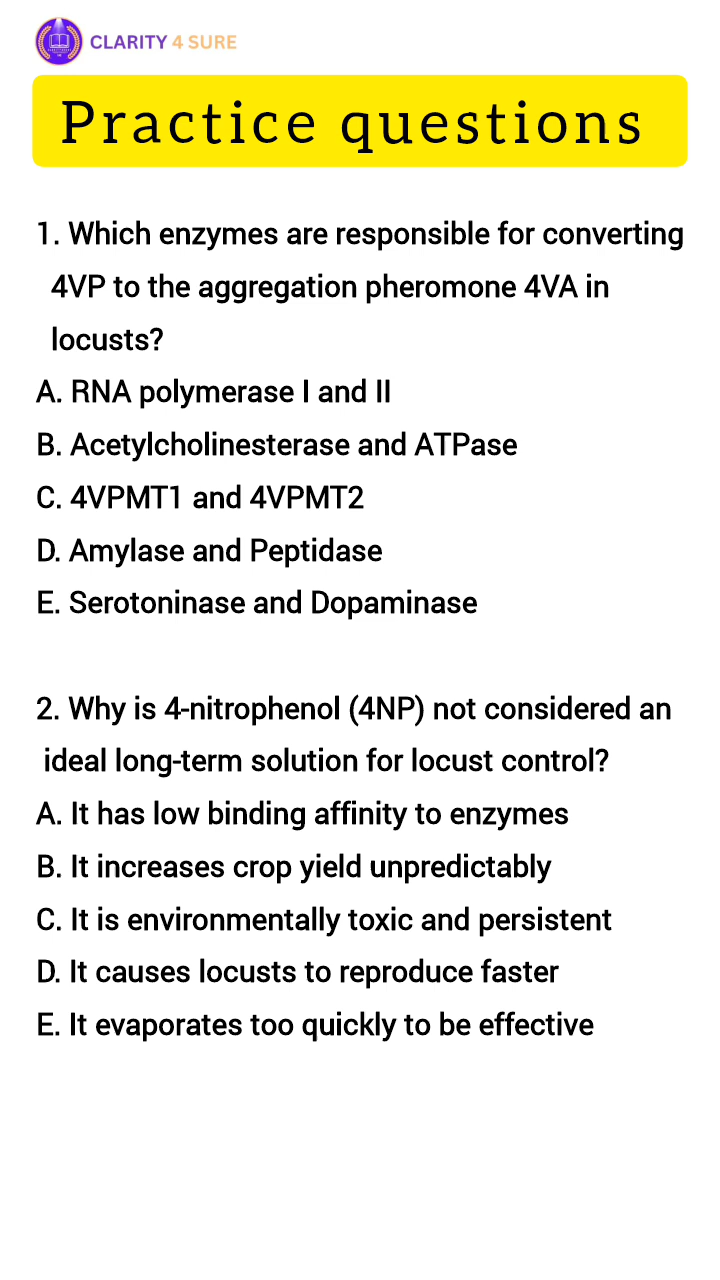 CLARITY 4 SURE
Practice questions
1. Which enzymes are responsible for converting
4VP to the aggregation pheromone 4VA in
locusts?
A. RNA polymerase I and II
B. Acetylcholinesterase and ATPase
C. 4VPMT1 and 4VPMT2
D. Amylase and Peptidase
E. Serotoninase and Dopaminase
2. Why is 4-nitrophenol (4NP) not considered an
ideal long-term solution for locust control?
A. It has low binding affinity to enzymes
B. It increases crop yield unpredictably
C. It is environmentally toxic and persistent
D. It causes locusts to reproduce faster
E. It evaporates too quickly to be effective